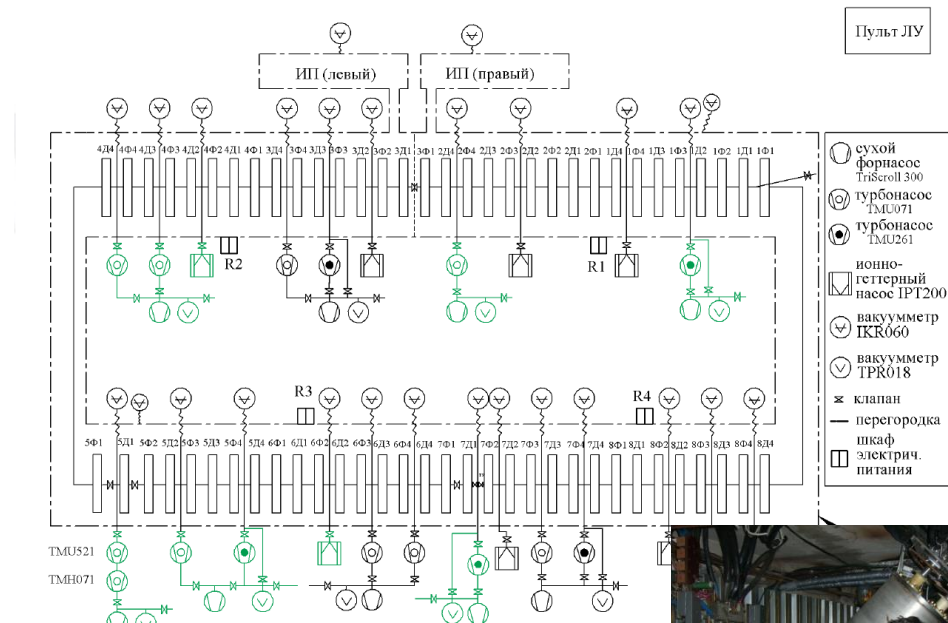 Пульт ЛУ
ИП (левый)
ИП (правый)
4Д4 4Ф4 4Д3 4Ф3 4Д2 4Ф2 4Д1 4Ф1 3Д4 3Ф4 3Д3 3Ф3 3Д2 3Ф2 3Д1 3Ф1 2Д4 2Ф4 2Д3 2Ф3 2Д2 2Ф2 2Д1 2Ф1 1Д4 1Ф4 1Д3 1Ф3 1Д2 1Ф2 1Д1 1Ф1
R2
R1
R3
R4
5Ф1 5Д1 5Ф2 5Д2 5Ф3 5Д3 5Ф4 5Д4 6Ф1 6Д1 6Ф2 6Д2 6Ф3 6Д3 6Ф4 6Д4 7Ф1 7Д1 7Ф2 7Д2 7Ф3 7Д3 7Ф4 7Д4 8Ф1 8Д1 8Ф2 8Д2 8Ф3 8Д3 8Ф4 8Д4
TMU521
TMH071
сухой
форнасос
TriScroll 300
турбонасос
TMU071
турбонасос
TMU261
ионно-
геттерный
насос IPT200
вакуумметр
IKR060
вакуумметр
TPR018
клапан
перегородка
шкаф
электрич.
питания